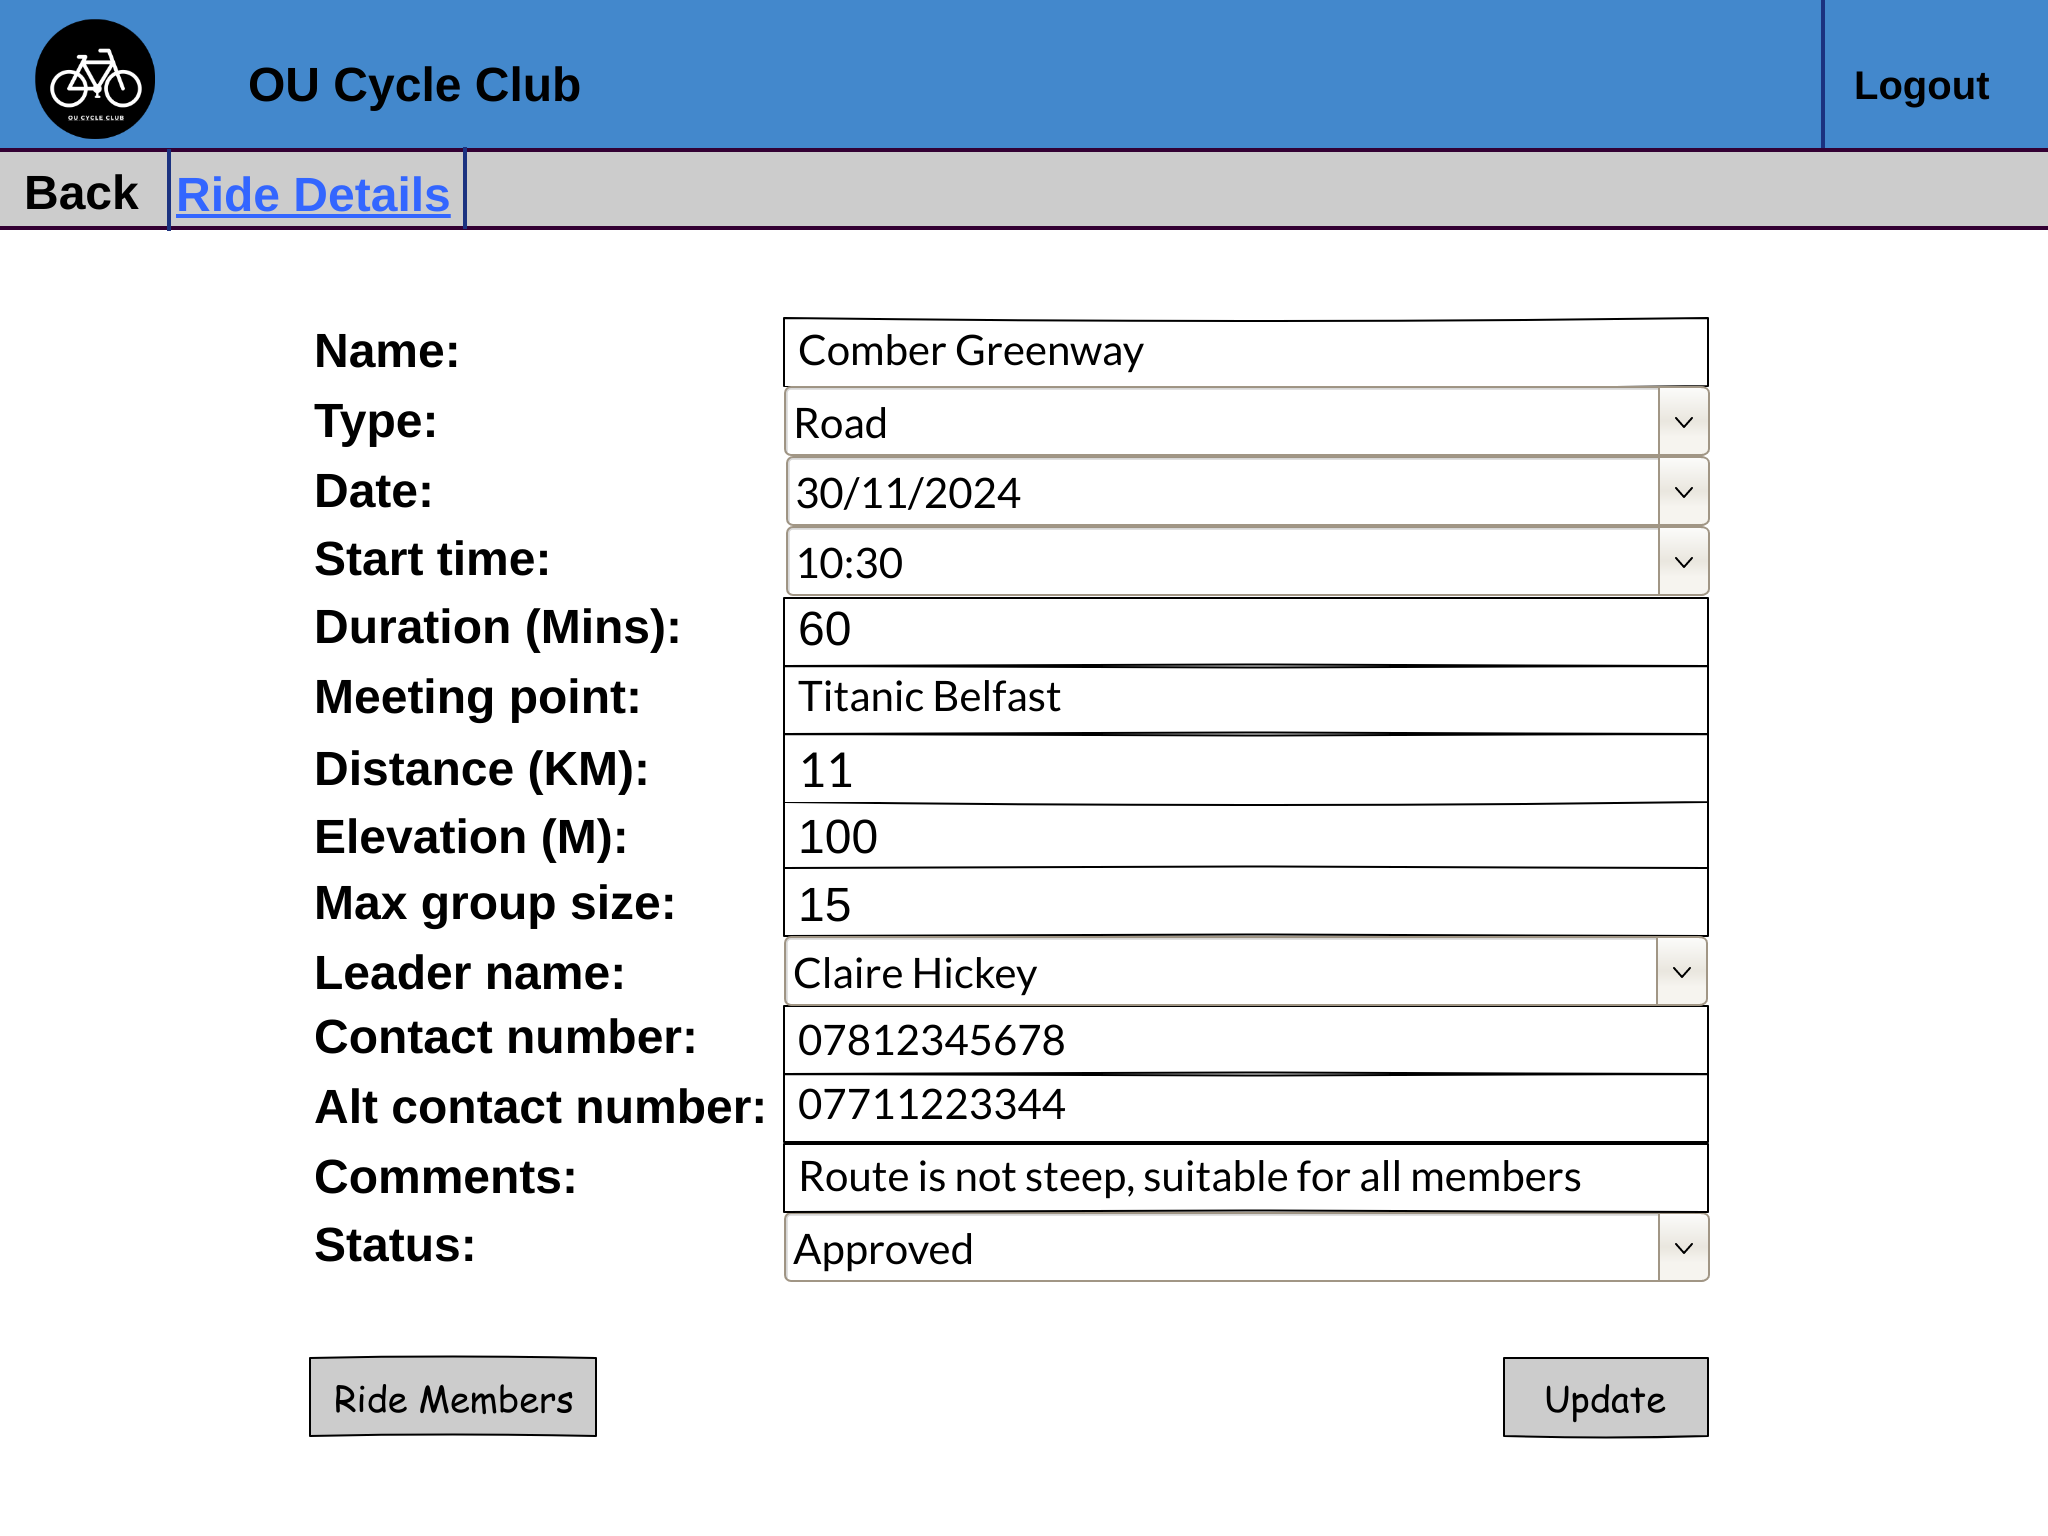 OU CYCLE CLUB
OU Cycle Club
Logout
Back
Ride Details
Name: Comber Greenway
Type: Road
Date: 30/11/2024
Start time: 10:30
Duration (Mins): 60
Meeting point: Titanic Belfast
Distance (KM): 11
Elevation (M): 100
Max group size: 15
Leader name: Claire Hickey
Contact number: 07812345678
Alt contact number: 07711223344
Comments: Route is not steep, suitable for all members
Status: Approved
Ride Members
Update